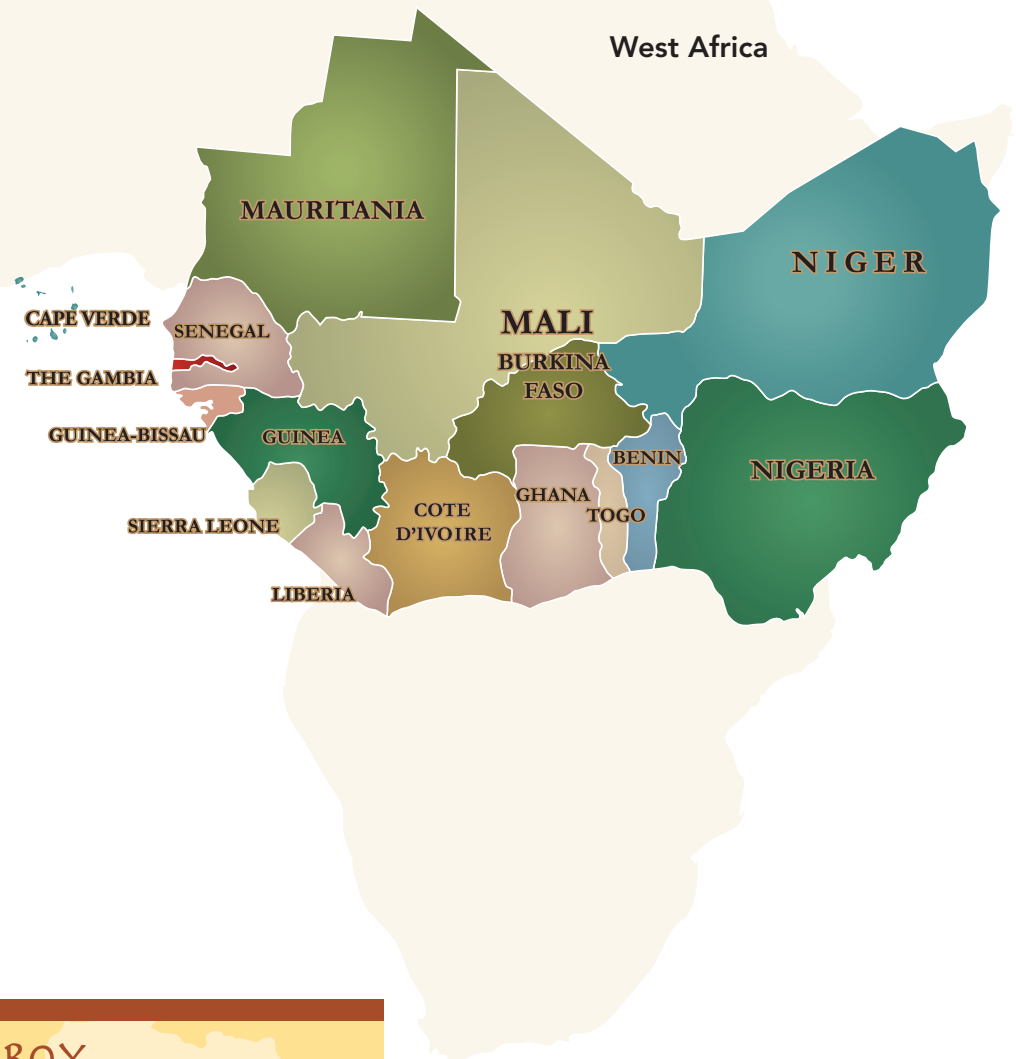 West Africa
MAURITANIA
NIGER
CAPE VERDE
SENEGAL
MALI
THE GAMBIA
BURKINA
FASO
GUINEA-BISSAU
GUINEA
BENIN
NIGERIA
SIERRA LEONE
COTE
D'IVOIRE
GHANA
TOGO
LIBERIA
BOX